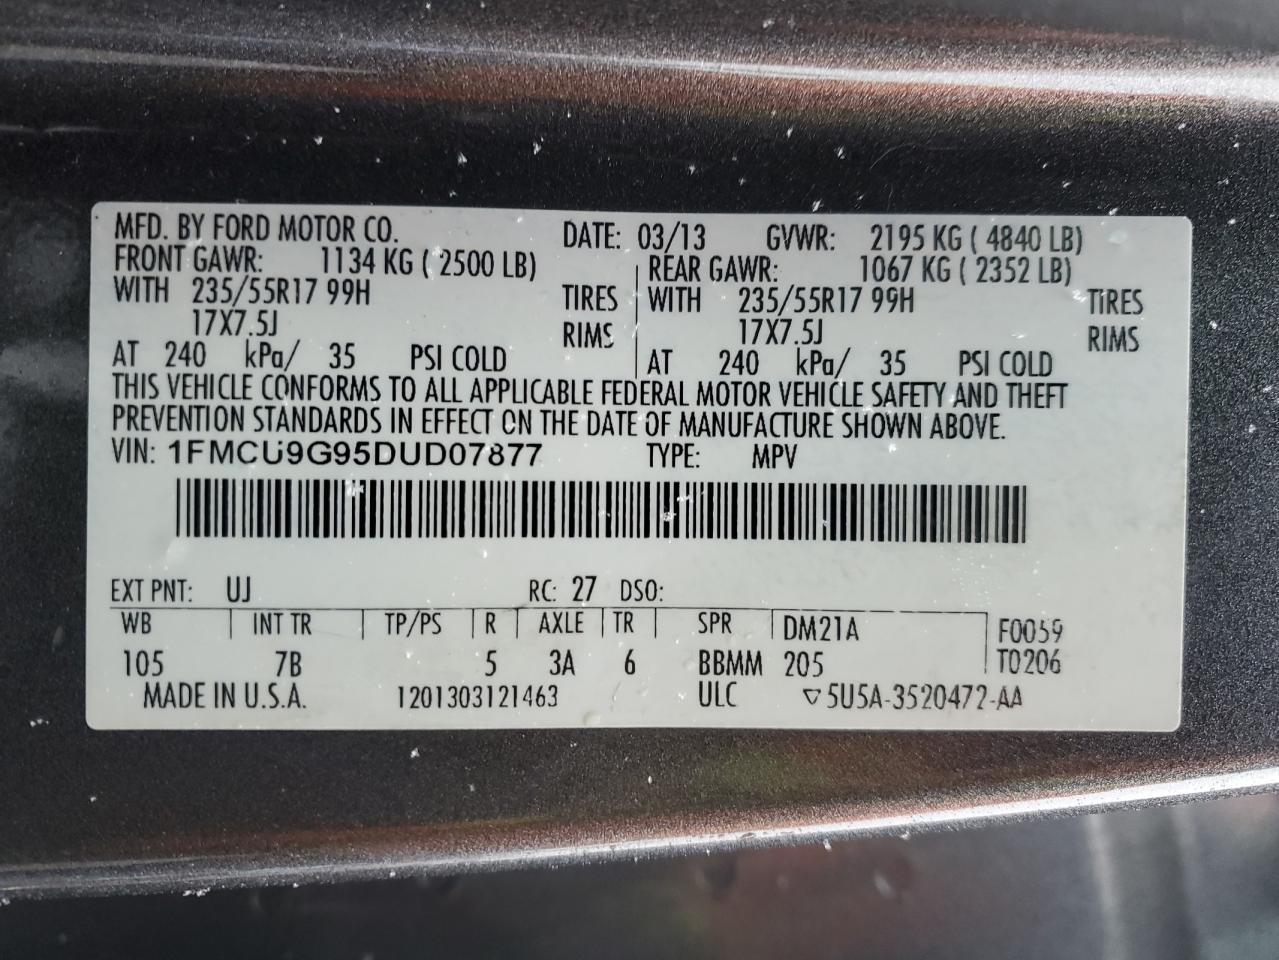 MFD. BY FORD MOTOR CO. DATE: 03/13 GVWR: 2195 KG ( 4840 LB)
FRONT GAWR: 1134 KG ( 2500 LB) REAR GAWR: 1067 KG ( 2352 LB)
WITH 235/55R17 99H TIRES WITH 235/55R17 99H TIRES
17X7.5J RIMS 17X7.5J RIMS
AT 240 kPa/ 35 PSI COLD AT 240 kPa/ 35 PSI COLD
THIS VEHICLE CONFORMS TO ALL APPLICABLE FEDERAL MOTOR VEHICLE SAFETY AND THEFT
PREVENTION STANDARDS IN EFFECT ON THE DATE OF MANUFACTURE SHOWN ABOVE.
VIN: 1FMCU9G95DUD07877 TYPE: MPV
EXT PNT: UJ RC: 27 DSO:
WB INT TR TP/PS R AXLE TR SPR DM21A F0059
105 7B 5 3A 6 BBMM 205 T0206
MADE IN U.S.A. 1201303121463 ULC ▽5U5A-3520472-AA